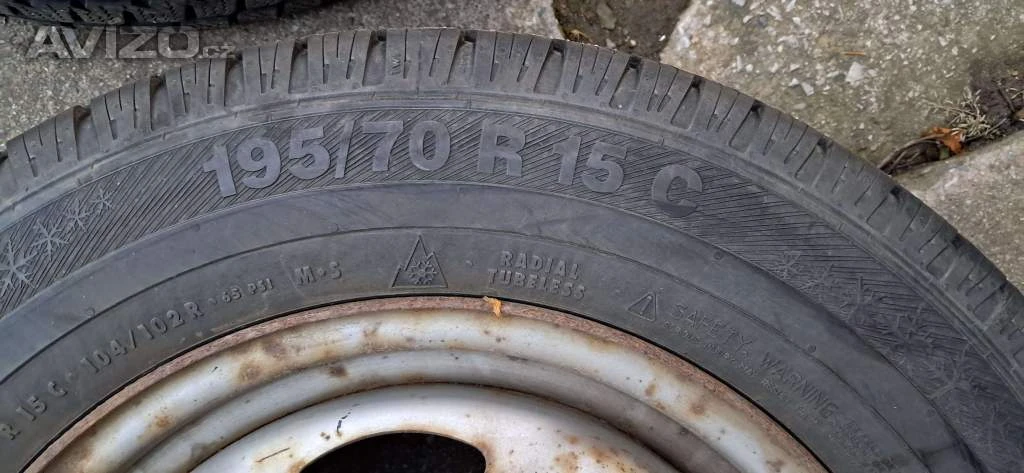 AVIZO.cz
195/70 R 15 C
R 15 C · 104/102 R · 65 PSI M·S
RADIAL
TUBELESS
SAFETY WARNING